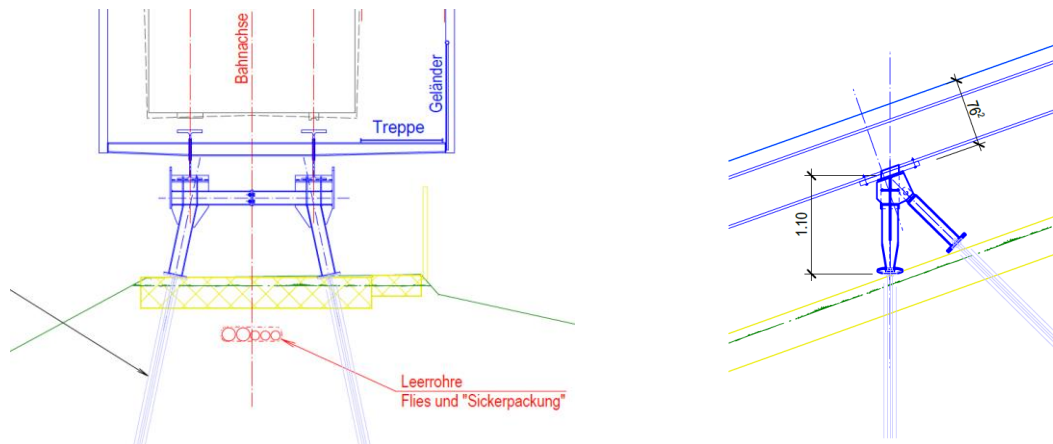 Bahnachse
Geländer
Treppe
Leerrohre
Flies und "Sickerpackung"
76²
1.10